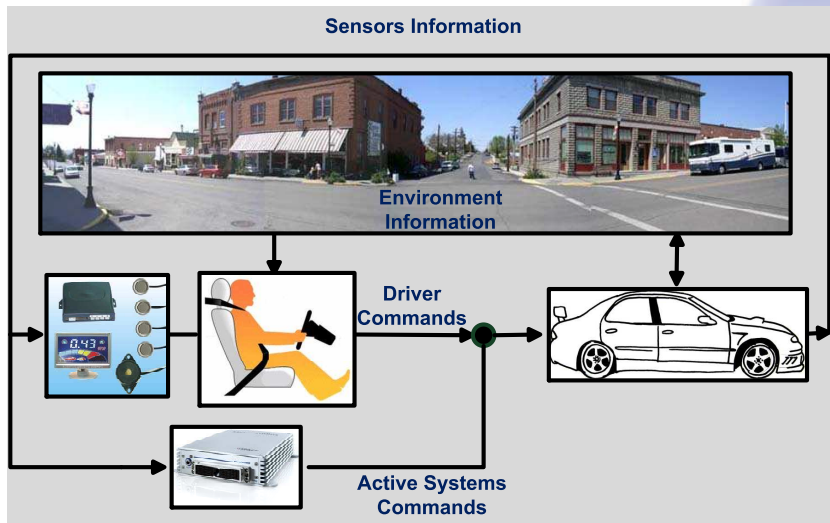 Sensors Information
Environment
Information
Driver
Commands
0.43
Active Systems
Commands